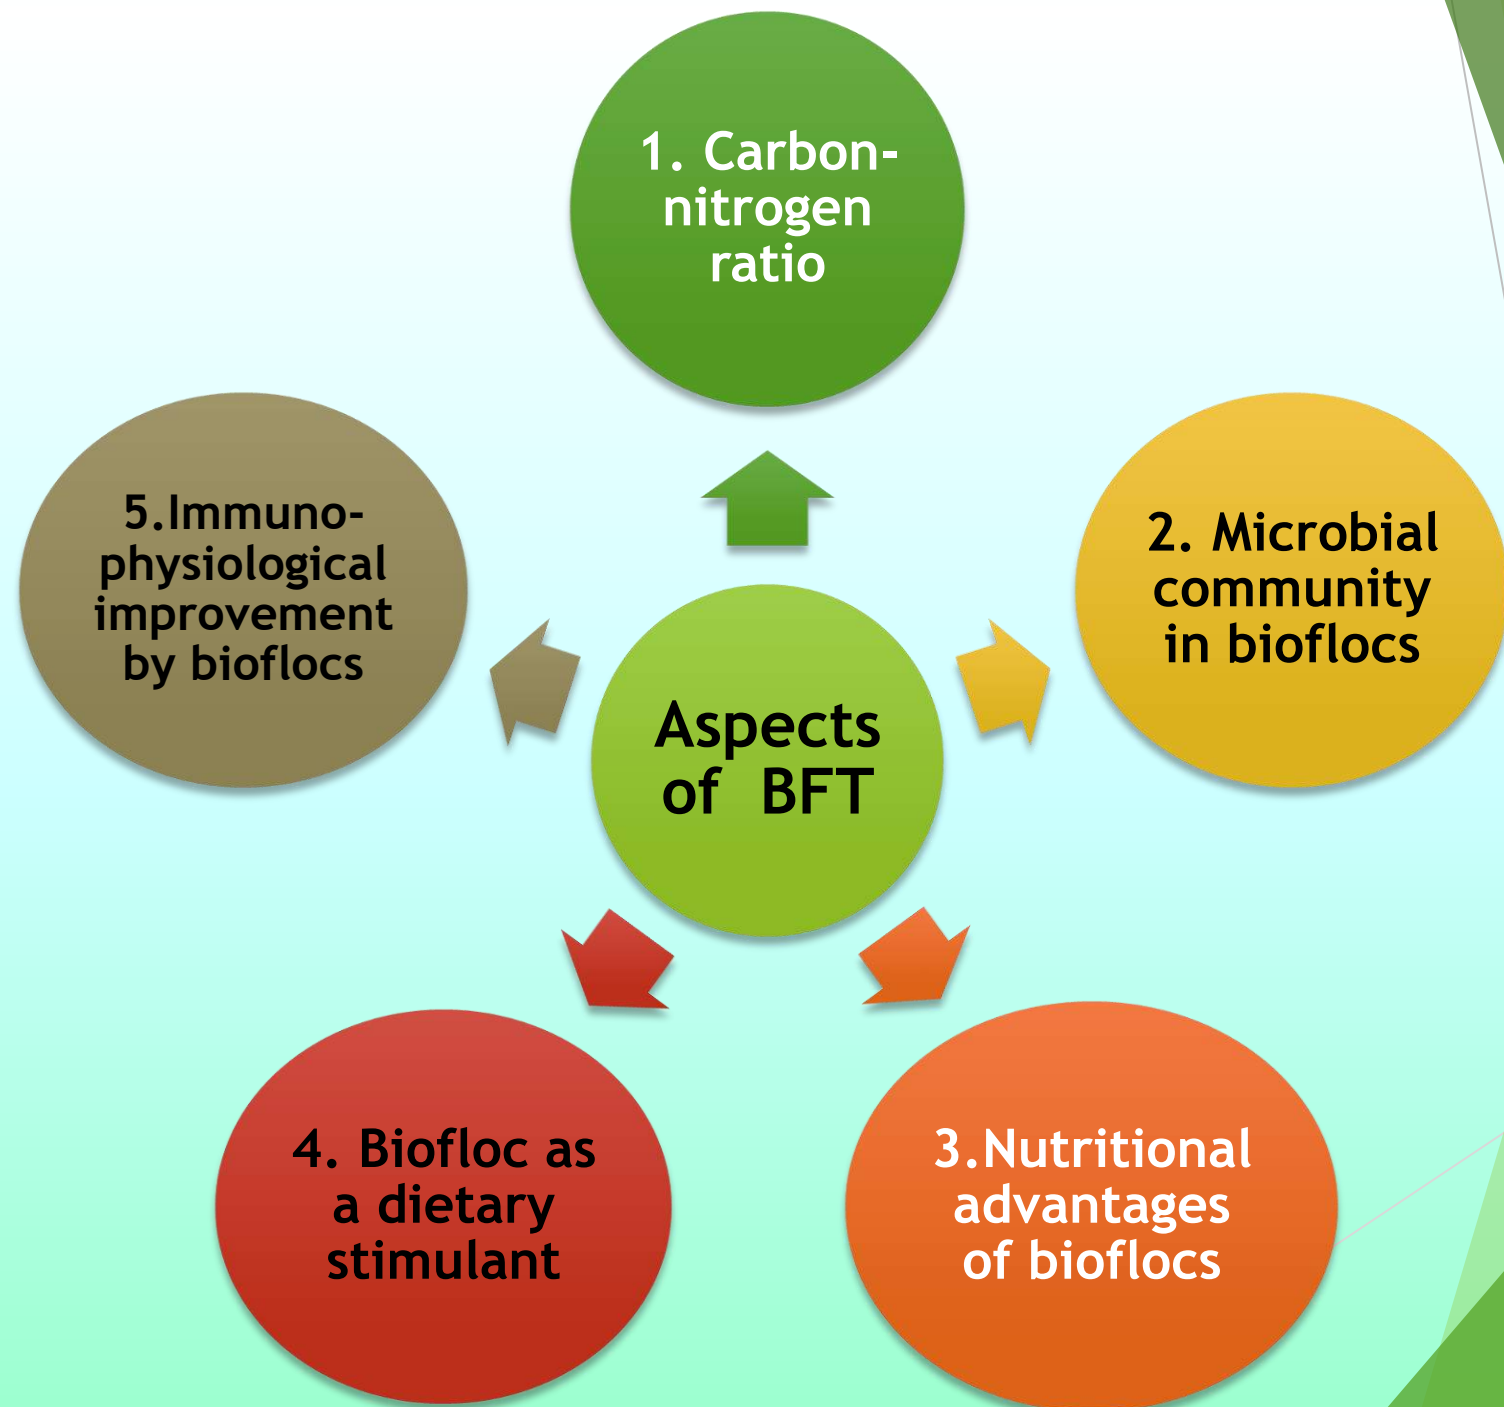 1. Carbon-
nitrogen
ratio
5.Immuno-
physiological
improvement
by bioflocs
2. Microbial
community
in bioflocs
Aspects
of BFT
4. Biofloc as
a dietary
stimulant
3.Nutritional
advantages
of bioflocs